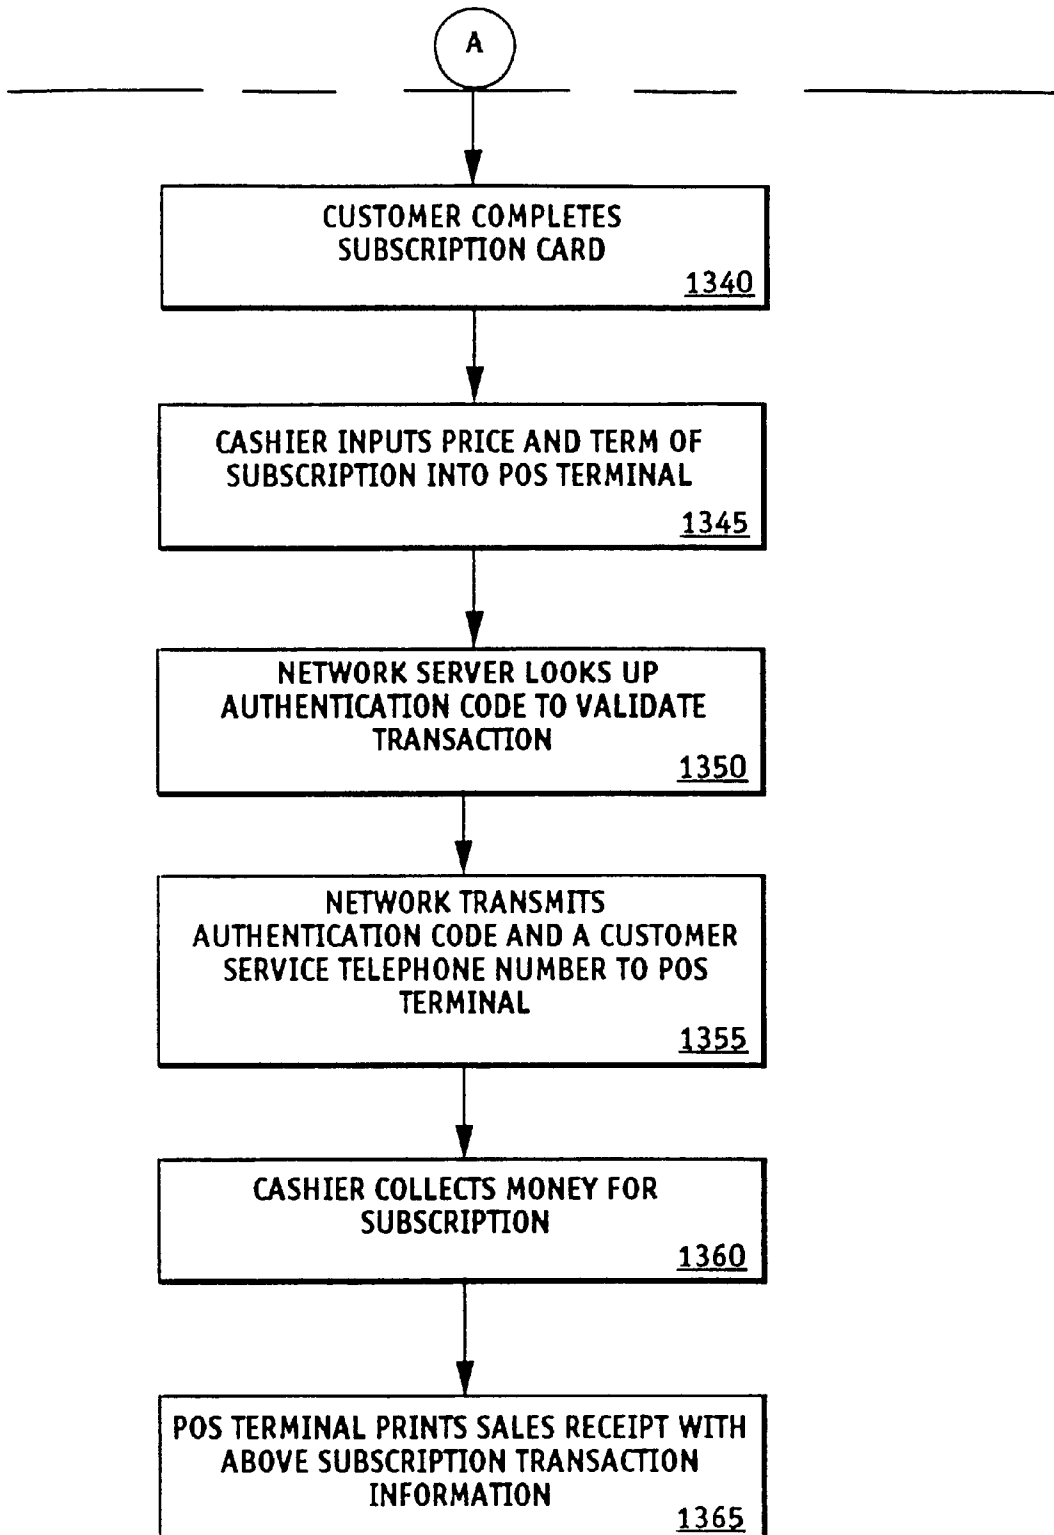 A
CUSTOMER COMPLETES
SUBSCRIPTION CARD
1340
CASHIER INPUTS PRICE AND TERM OF
SUBSCRIPTION INTO POS TERMINAL
1345
NETWORK SERVER LOOKS UP
AUTHENTICATION CODE TO VALIDATE
TRANSACTION
1350
NETWORK TRANSMITS
AUTHENTICATION CODE AND A CUSTOMER
SERVICE TELEPHONE NUMBER TO POS
TERMINAL
1355
CASHIER COLLECTS MONEY FOR
SUBSCRIPTION
1360
POS TERMINAL PRINTS SALES RECEIPT WITH
ABOVE SUBSCRIPTION TRANSACTION
INFORMATION
1365